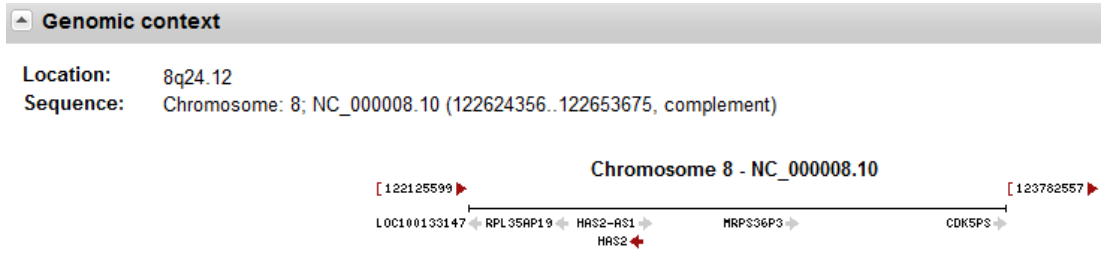 Genomic context
Location: 8q24.12
Sequence: Chromosome: 8; NC_000008.10 (122624356..122653675, complement)
Chromosome 8 - NC_000008.10
[122125599 [123782557
LOC100133147 RPL35AP19 HAS2-AS1 MRPS36P3 CDK5PS
HAS2